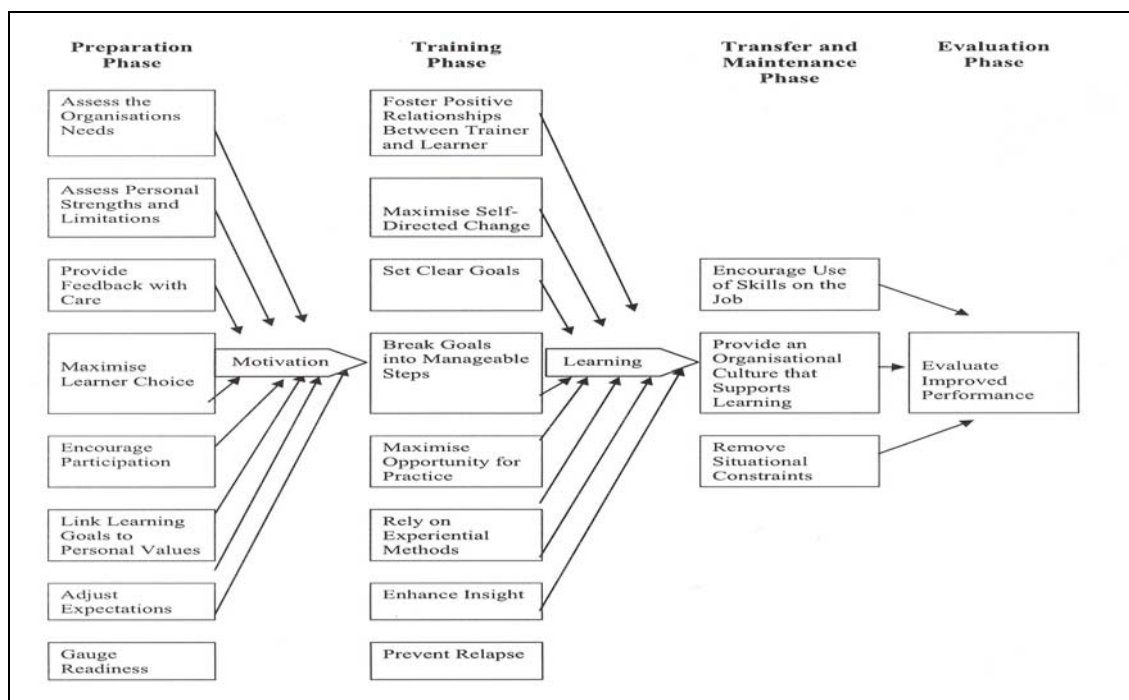 Preparation
Phase
Training
Phase
Transfer and
Maintenance
Phase
Evaluation
Phase
Assess the
Organisations
Needs
Assess Personal
Strengths and
Limitations
Provide
Feedback with
Care
Maximise
Learner Choice
Encourage
Participation
Link Learning
Goals to
Personal Values
Adjust
Expectations
Gauge
Readiness
Motivation
Foster Positive
Relationships
Between Trainer
and Learner
Maximise Self-
Directed Change
Set Clear Goals
Break Goals
into Manageable
Steps
Maximise
Opportunity for
Practice
Rely on
Experiential
Methods
Enhance Insight
Prevent Relapse
Learning
Encourage Use
of Skills on the
Job
Provide an
Organisational
Culture that
Supports
Learning
Remove
Situational
Constraints
Evaluate
Improved
Performance